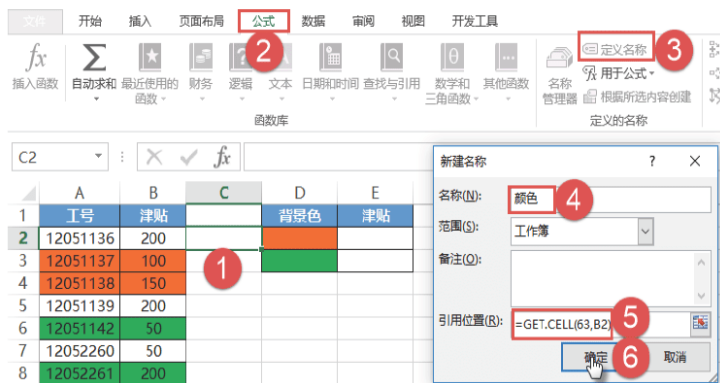 文件 开始 插入 页面布局 公式 数据 审阅 视图 开发工具
2
3
fx Σ ? θ ...
定义名称
用于公式
根据所选内容创建
插入函数 自动求和 最近使用的函数 财务 逻辑 文本 日期和时间 查找与引用 数学和三角函数 其他函数 名称管理器
函数库 定义的名称
C2 fx
A B C D E
1 工号 津贴 背景色 津贴
2 12051136 200
3 12051137 100
4 12051138 150
5 12051139 200
6 12051142 50
7 12052260 50
8 12052261 200
1
新建名称 ? ×
名称(N): 颜色 4
范围(S): 工作簿
备注(O):
引用位置(R): =GET.CELL(63,B2) 5
确定 6 取消